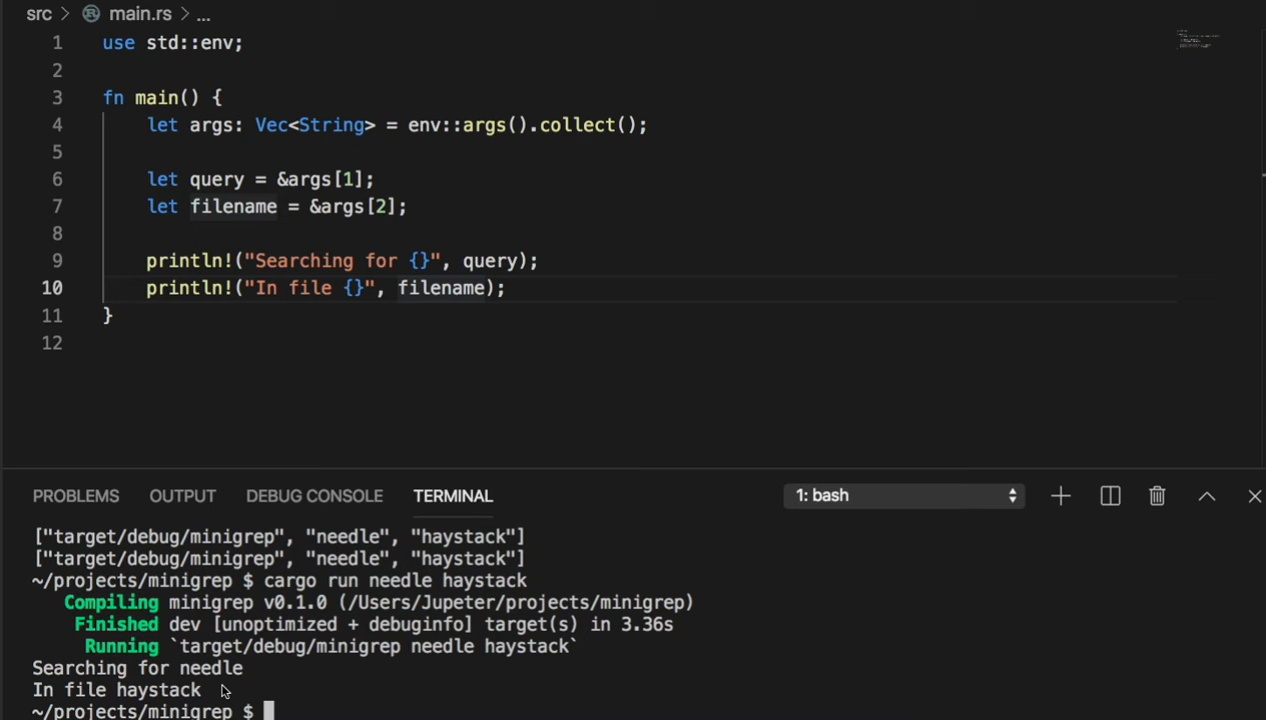 src > main.rs > ...
1 use std::env;
2
3 fn main() {
4     let args: Vec<String> = env::args().collect();
5
6     let query = &args[1];
7     let filename = &args[2];
8
9     println!("Searching for {}", query);
10     println!("In file {}", filename);
11 }
12
PROBLEMS OUTPUT DEBUG CONSOLE TERMINAL 1: bash
["target/debug/minigrep", "needle", "haystack"]
["target/debug/minigrep", "needle", "haystack"]
~/projects/minigrep $ cargo run needle haystack
   Compiling minigrep v0.1.0 (/Users/Jupeter/projects/minigrep)
    Finished dev [unoptimized + debuginfo] target(s) in 3.36s
     Running `target/debug/minigrep needle haystack`
Searching for needle
In file haystack
~/projects/minigrep $